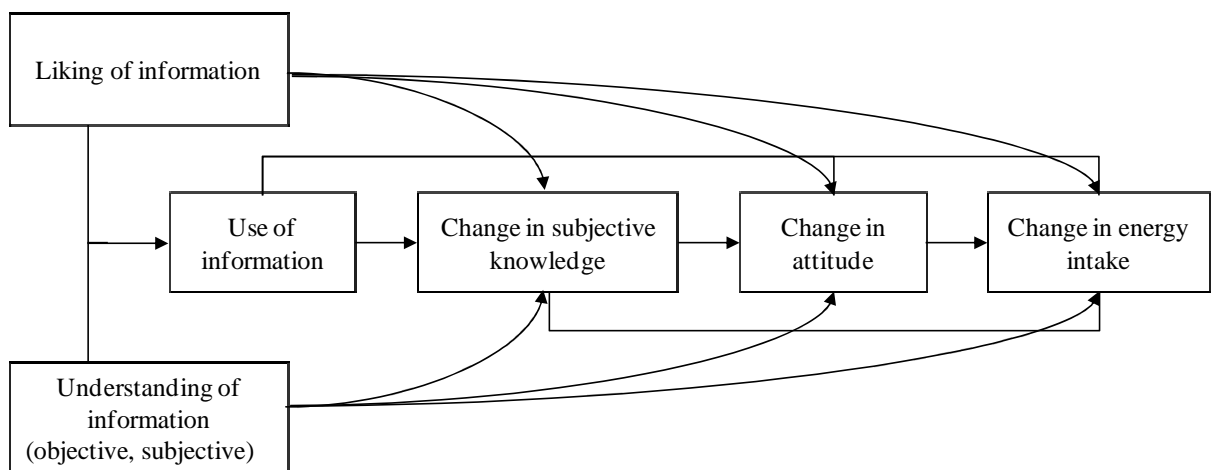 Liking of information
Use of
information
Change in subjective
knowledge
Change in
attitude
Change in energy
intake
Understanding of
information
(objective, subjective)